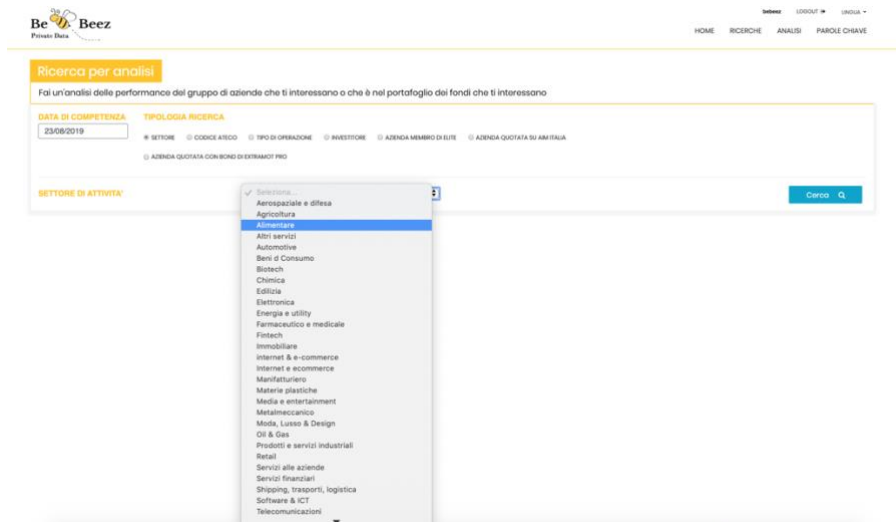 Be Beez
Private Data
bebeez LOGOUT LINGUA
HOME RICERCHE ANALISI PAROLE CHIAVE
Ricerca per analisi
Fai un'analisi delle performance del gruppo di aziende che ti interessano o che è nel portafoglio dei fondi che ti interessano
DATA DI COMPETENZA TIPOLOGIA RICERCA
23/08/2019
SETTORE CODICE ATECO TIPO DI OPERAZIONE INVESTITORE AZIENDA MEMBRO DI ELITE AZIENDA QUOTATA SU AIM ITALIA
AZIENDA QUOTATA CON BOND DI EXTRAMOT PRO
SETTORE DI ATTIVITA'
✓ Seleziona...
Cerca
Aerospaziale e difesa
Agricoltura
Alimentare
Altri servizi
Automotive
Beni d Consumo
Biotech
Chimica
Edilizia
Elettronica
Energia e utility
Farmaceutico e medicale
Fintech
Immobiliare
internet & e-commerce
Internet e ecommerce
Manifatturiero
Materie plastiche
Media e entertainment
Metalmeccanico
Moda, Lusso & Design
Oil & Gas
Prodotti e servizi industriali
Retail
Servizi alle aziende
Servizi finanziari
Shipping, trasporti, logistica
Software & ICT
Telecomunicazioni